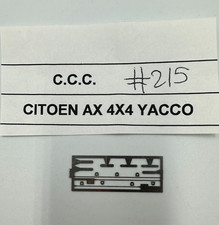 C.C.C. #215
CITOEN AX 4X4 YACCO